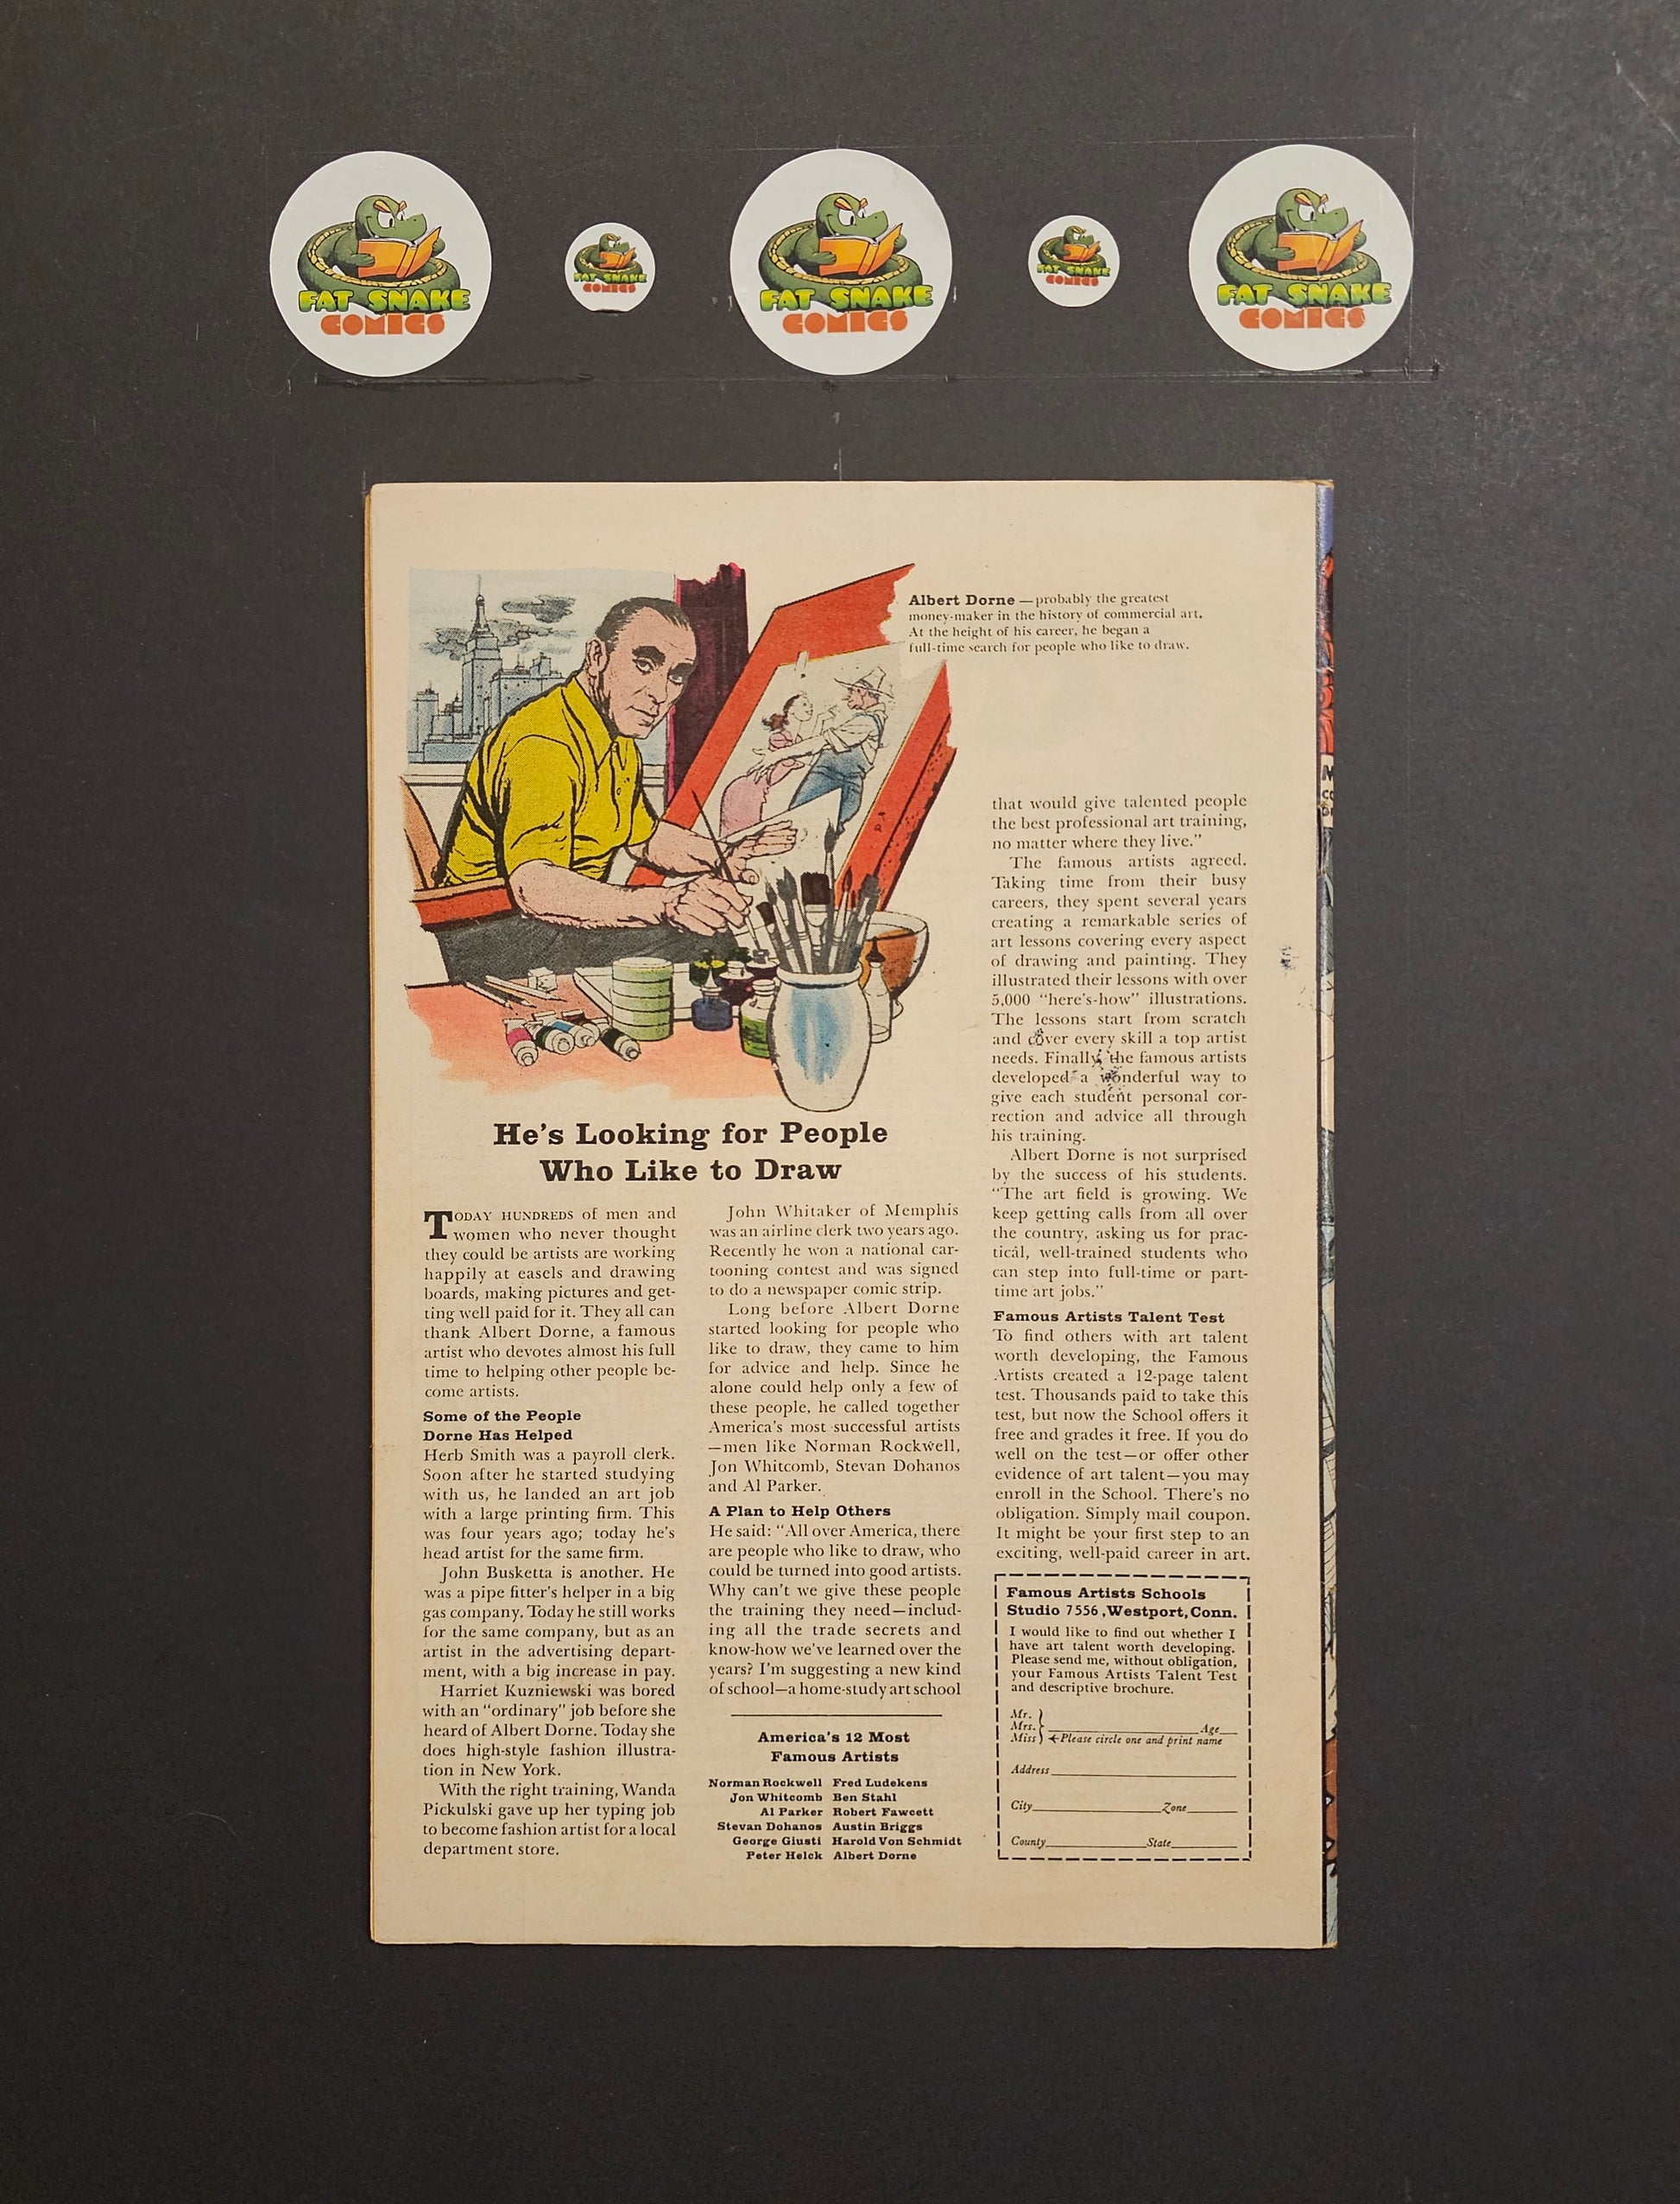 FAT SNAKE
COMICS
FAT SNAKE
COMICS
FAT SNAKE
COMICS
FAT SNAKE
COMICS
FAT SNAKE
COMICS
Albert Dorne — probably the greatest
money-maker in the history of commercial art.
At the height of his career, he began a
full-time search for people who like to draw.
He's Looking for People
Who Like to Draw
TODAY HUNDREDS of men and
women who never thought
they could be artists are working
happily at easels and drawing
boards, making pictures and get-
ting well paid for it. They all can
thank Albert Dorne, a famous
artist who devotes almost his full
time to helping other people be-
come artists.
Some of the People
Dorne Has Helped
Herb Smith was a payroll clerk.
Soon after he started studying
with us, he landed an art job
with a large printing firm. This
was four years ago; today he's
head artist for the same firm.
John Busketta is another. He
was a pipe fitter's helper in a big
gas company. Today he still works
for the same company, but as an
artist in the advertising depart-
ment, with a big increase in pay.
Harriet Kuzniewski was bored
with an "ordinary" job before she
heard of Albert Dorne. Today she
does high-style fashion illustra-
tion in New York.
With the right training, Wanda
Pickulski gave up her typing job
to become fashion artist for a local
department store.
John Whitaker of Memphis
was an airline clerk two years ago.
Recently he won a national car-
tooning contest and was signed
to do a newspaper comic strip.
Long before Albert Dorne
started looking for people who
like to draw, they came to him
for advice and help. Since he
alone could help only a few of
these people, he called together
America's most successful artists
—men like Norman Rockwell,
Jon Whitcomb, Stevan Dohanos
and Al Parker.
A Plan to Help Others
He said: "All over America, there
are people who like to draw, who
could be turned into good artists.
Why can't we give these people
the training they need—includ-
ing all the trade secrets and
know-how we've learned over the
years? I'm suggesting a new kind
of school—a home-study art school
America's 12 Most
Famous Artists
Norman Rockwell Fred Ludekens
Jon Whitcomb Ben Stahl
Al Parker Robert Fawcett
Stevan Dohanos Austin Briggs
George Giusti Harold Von Schmidt
Peter Helck Albert Dorne
that would give talented people
the best professional art training,
no matter where they live."
The famous artists agreed.
Taking time from their busy
careers, they spent several years
creating a remarkable series of
art lessons covering every aspect
of drawing and painting. They
illustrated their lessons with over
5,000 "here's-how" illustrations.
The lessons start from scratch
and cover every skill a top artist
needs. Finally, the famous artists
developed a wonderful way to
give each student personal cor-
rection and advice all through
his training.
Albert Dorne is not surprised
by the success of his students.
"The art field is growing. We
keep getting calls from all over
the country, asking us for prac-
tical, well-trained students who
can step into full-time or part-
time art jobs."
Famous Artists Talent Test
To find others with art talent
worth developing, the Famous
Artists created a 12-page talent
test. Thousands paid to take this
test, but now the School offers it
free and grades it free. If you do
well on the test—or offer other
evidence of art talent—you may
enroll in the School. There's no
obligation. Simply mail coupon.
It might be your first step to an
exciting, well-paid career in art.
Famous Artists Schools
Studio 7556, Westport, Conn.
I would like to find out whether I
have art talent worth developing.
Please send me, without obligation,
your Famous Artists Talent Test
and descriptive brochure.
Mr.
Mrs. Age
Miss Please circle one and print name
Address
City Zone
County State